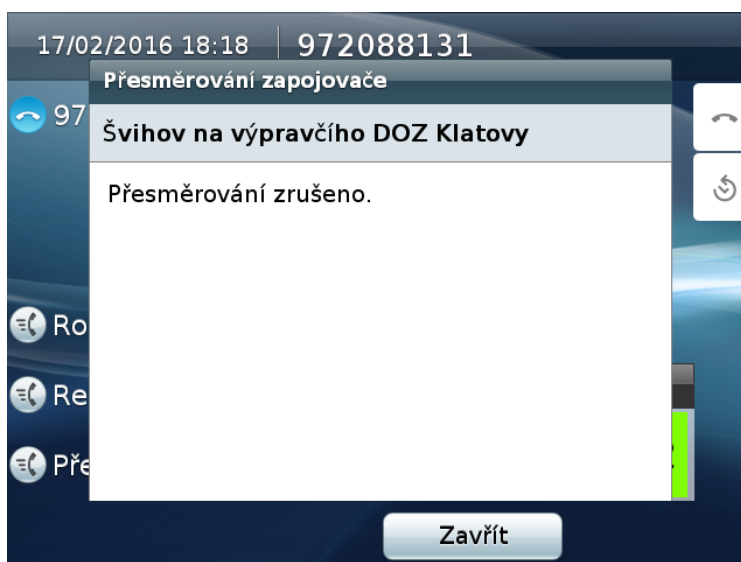 17/02/2016 18:18 972088131
Přesměrování zapojovače
97
Švihov na výpravčího DOZ Klatovy
Přesměrování zrušeno.
Ro
Re
Pře
Zavřít